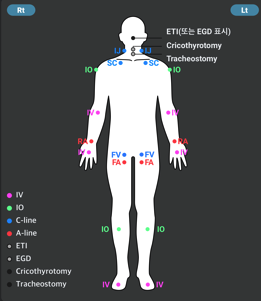 Rt
Lt
ETI(또는 EGD 표시)
Cricothyrotomy
Tracheostomy
IJ IJ
SC SC
IO IO
IV IV
RA RA
IV IV
FV FV
FA FA
IO IO
IV IV
IV
IO
C-line
A-line
ETI
EGD
Cricothyrotomy
Tracheostomy